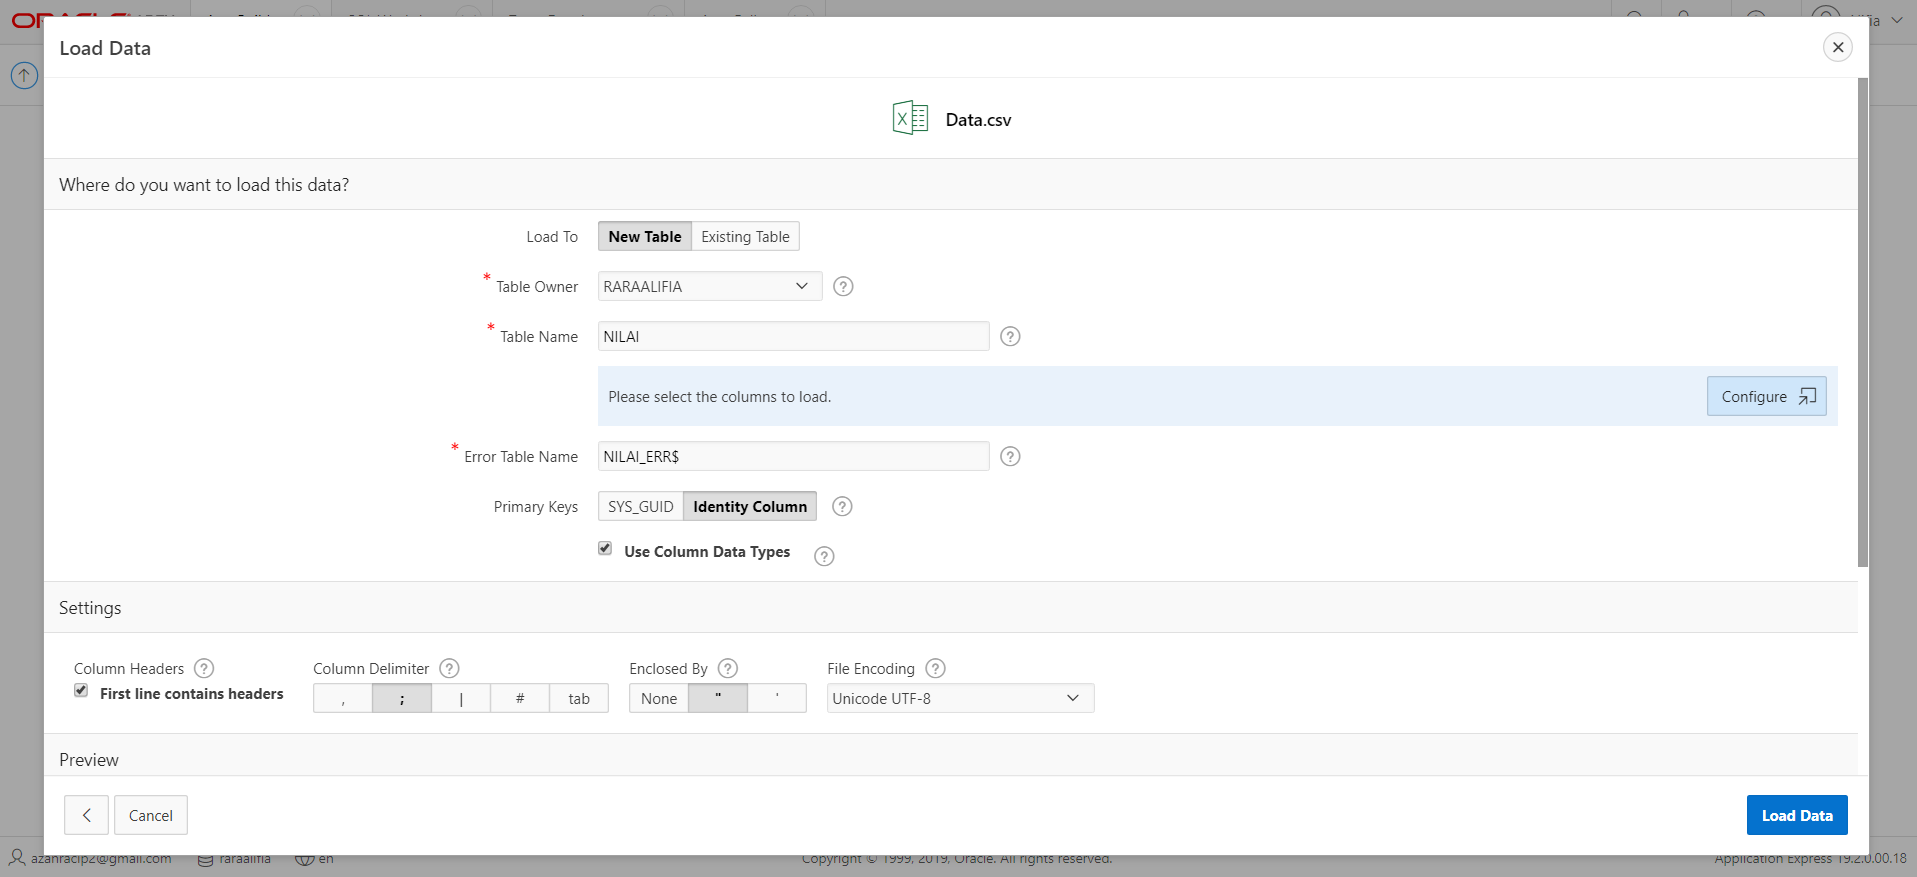 Load Data
Data.csv
Where do you want to load this data?
Load To New Table Existing Table
* Table Owner RARAALIFIA ?
* Table Name NILAI ?
Please select the columns to load. Configure
* Error Table Name NILAI_ERR$ ?
Primary Keys SYS_GUID Identity Column ?
Use Column Data Types ?
Settings
Column Headers ? Column Delimiter ? Enclosed By ? File Encoding ?
First line contains headers , ; | # tab None " ' Unicode UTF-8
Preview
Cancel Load Data
azahracip2@gmail.com raraalifia en Copyright © 1999, 2019, Oracle. All rights reserved. Application Express 19.2.0.00.18